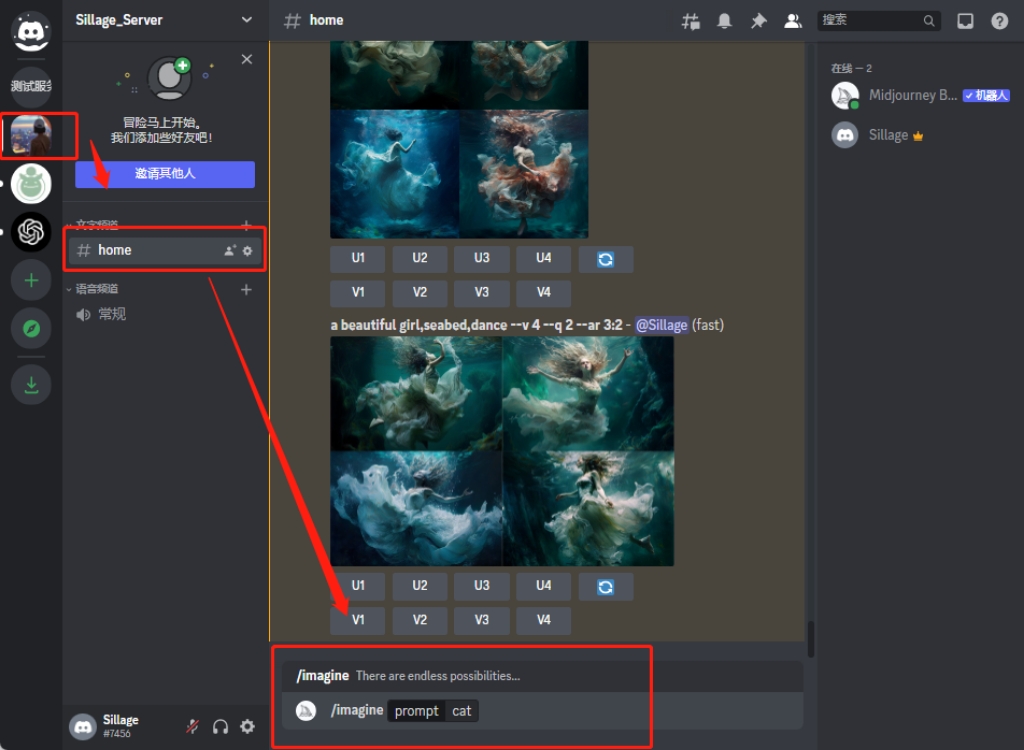 Sillage_Server
home
搜索
测试服务
冒险马上开始。
我们添加些好友吧！
邀请其他人
文字频道
home
语音频道
常规
Sillage
#7456
U1 U2 U3 U4
V1 V2 V3 V4
a beautiful girl,seabed,dance --v 4 --q 2 --ar 3:2 - @Sillage (fast)
U1 U2 U3 U4
V1 V2 V3 V4
/imagine There are endless possibilities...
/imagine prompt cat
在线 — 2
Midjourney B... ✓机器人
Sillage